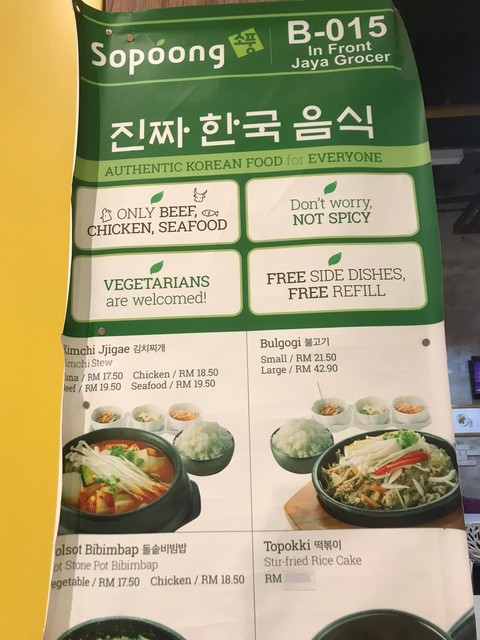 Sopoong 소풍
B-015
In Front
Jaya Grocer
진짜 한국 음식
AUTHENTIC KOREAN FOOD for EVERYONE
ONLY BEEF,
CHICKEN, SEAFOOD
Don't worry,
NOT SPICY
VEGETARIANS
are welcomed!
FREE SIDE DISHES,
FREE REFILL
Kimchi Jjigae 김치찌개
Kimchi Stew
Tuna / RM 17.50 Chicken / RM 18.50
Beef / RM 19.50 Seafood / RM 19.50
Bulgogi 불고기
Small / RM 21.50
Large / RM 42.90
olsot Bibimbap 돌솥비빔밥
ot Stone Pot Bibimbap
egetable / RM 17.50 Chicken / RM 18.50
Topokki 떡볶이
Stir-fried Rice Cake
RM